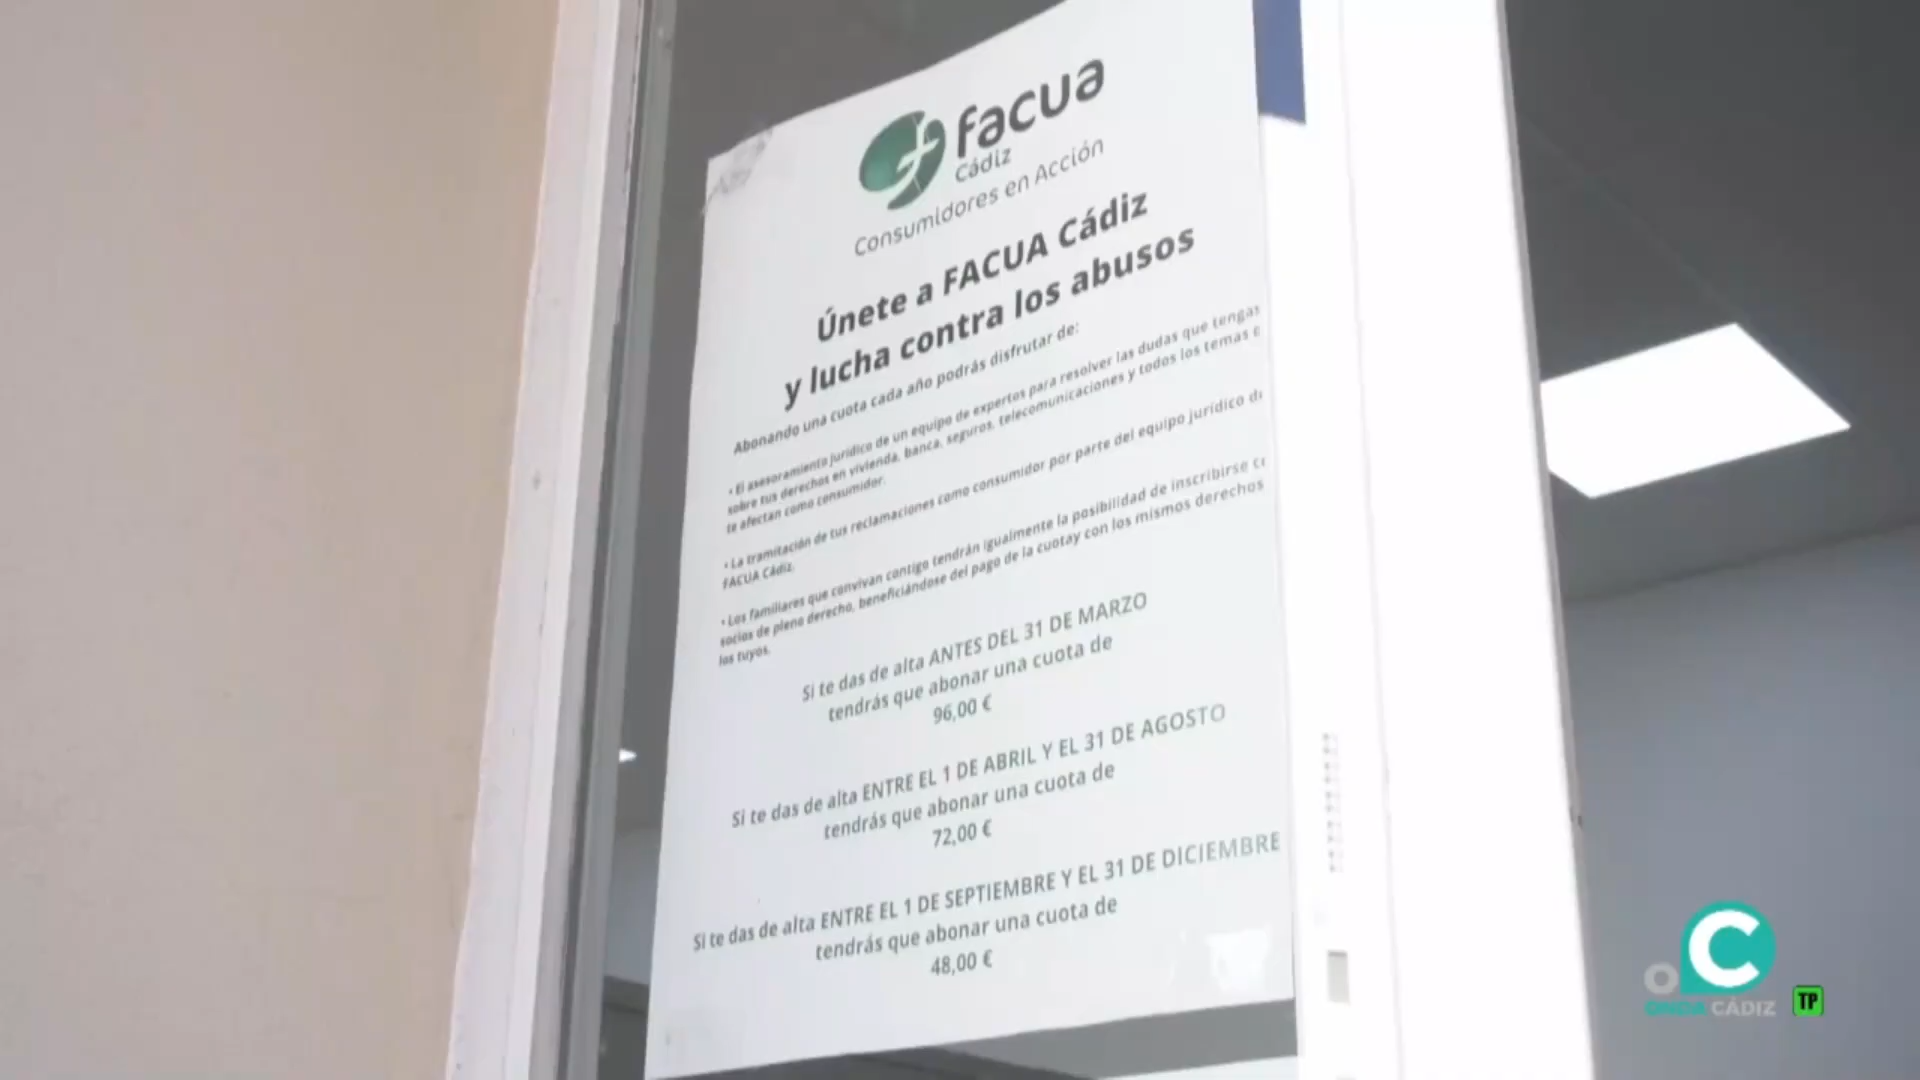 facua
Cádiz
Consumidores en Acción
Únete a FACUA Cádiz
y lucha contra los abusos
Abonando una cuota cada año podrás disfrutar de:
• El asesoramiento jurídico de un equipo de expertos para resolver las dudas que tengas
sobre tus derechos en vivienda, banca, seguros, telecomunicaciones y todos los temas
te afectan como consumidor.
• La tramitación de tus reclamaciones como consumidor por parte del equipo jurídico
FACUA Cádiz.
• Los familiares que convivan contigo tendrán igualmente la posibilidad de inscribirse
socios de pleno derecho, beneficiándose del pago de la cuotay con los mismos derechos
los tuyos.
Si te das de alta ANTES DEL 31 DE MARZO
tendrás que abonar una cuota de
96,00 €
Si te das de alta ENTRE EL 1 DE ABRIL Y EL 31 DE AGOSTO
tendrás que abonar una cuota de
72,00 €
Si te das de alta ENTRE EL 1 DE SEPTIEMBRE Y EL 31 DE DICIEMBRE
tendrás que abonar una cuota de
48,00 €
OC
ONDA CÁDIZ TP